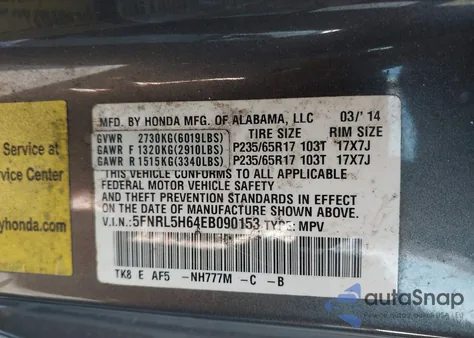 MFD. BY HONDA MFG. OF ALABAMA, LLC 03/'14
TIRE SIZE RIM SIZE
GVWR 2730KG(6019LBS)
GAWR F 1320KG(2910LBS) P235/65R17 103T 17X7J
GAWR R 1515KG(3340LBS) P235/65R17 103T 17X7J
THIS VEHICLE CONFORMS TO ALL APPLICABLE
FEDERAL MOTOR VEHICLE SAFETY
AND THEFT PREVENTION STANDARDS IN EFFECT
ON THE DATE OF MANUFACTURE SHOWN ABOVE.
V.I.N.: 5FNRL5H64EB090153 TYPE: MPV
TK8 E AF5 -NH777M -C -B
Service at
Service Center
yhonda.com
autoSnap